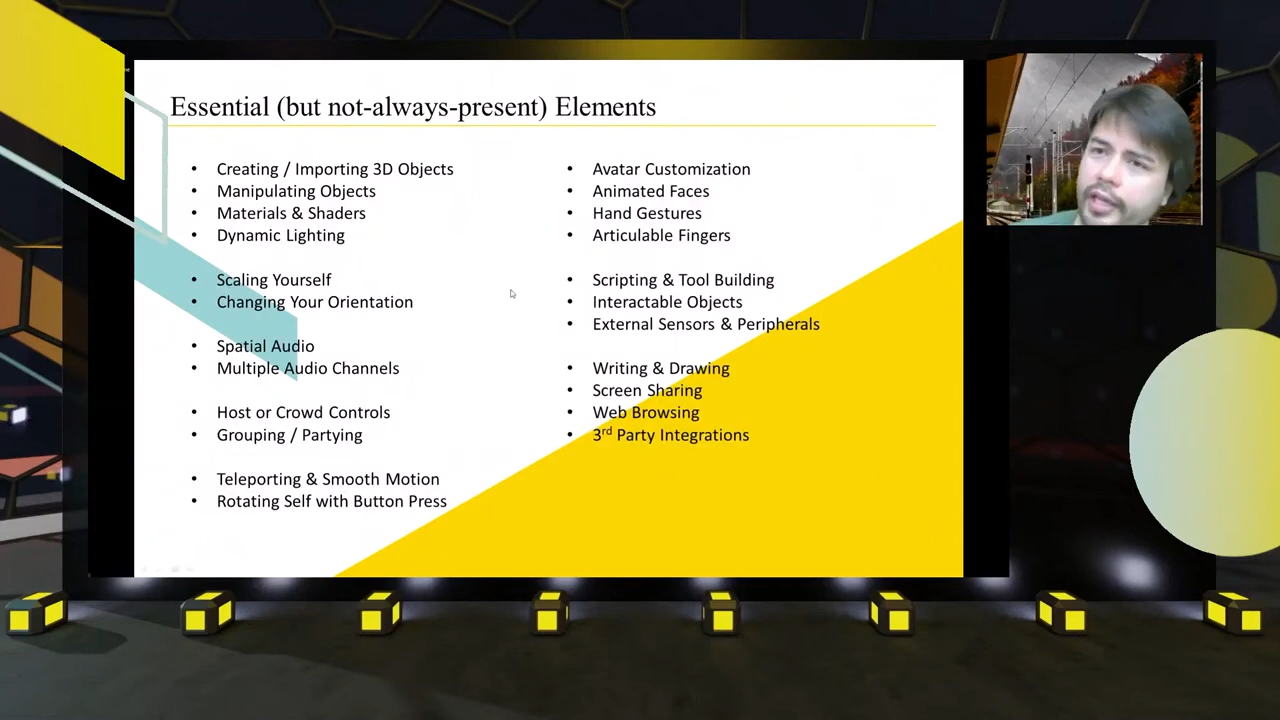 Essential (but not-always-present) Elements
• Creating / Importing 3D Objects
• Manipulating Objects
• Materials & Shaders
• Dynamic Lighting
• Scaling Yourself
• Changing Your Orientation
• Spatial Audio
• Multiple Audio Channels
• Host or Crowd Controls
• Grouping / Partying
• Teleporting & Smooth Motion
• Rotating Self with Button Press
• Avatar Customization
• Animated Faces
• Hand Gestures
• Articulable Fingers
• Scripting & Tool Building
• Interactable Objects
• External Sensors & Peripherals
• Writing & Drawing
• Screen Sharing
• Web Browsing
• 3rd Party Integrations